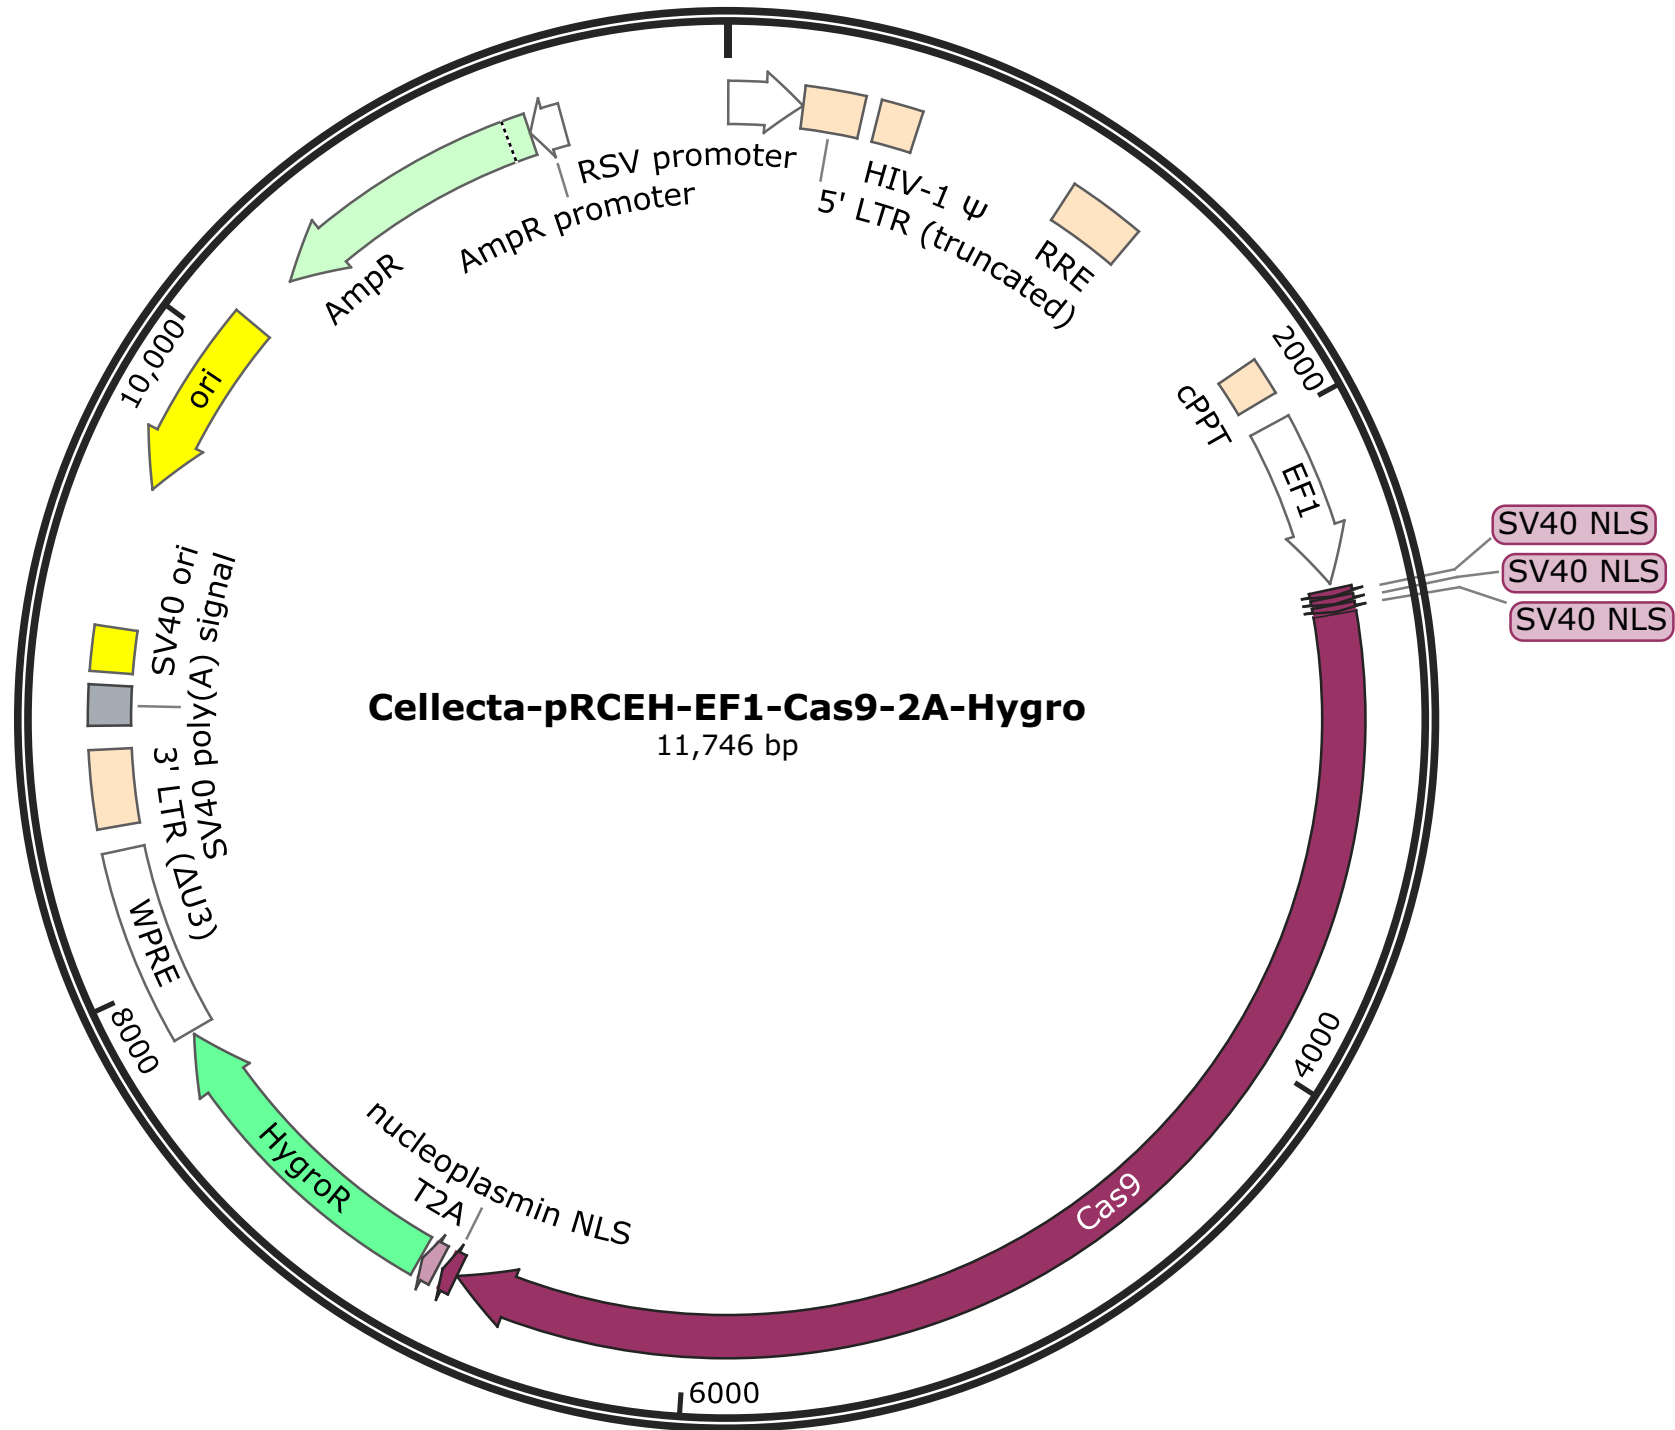 RSV promoter
5' LTR (truncated)
HIV-1 Ψ
RRE
cPPT
2000
EF1
SV40 NLS
SV40 NLS
SV40 NLS
4000
Cas9
6000
nucleoplasmin NLS
T2A
HygroR
8000
WPRE
3' LTR (ΔU3)
SV40 poly(A) signal
SV40 ori
ori
10,000
AmpR
AmpR promoter
Cellecta-pRCEH-EF1-Cas9-2A-Hygro
11,746 bp